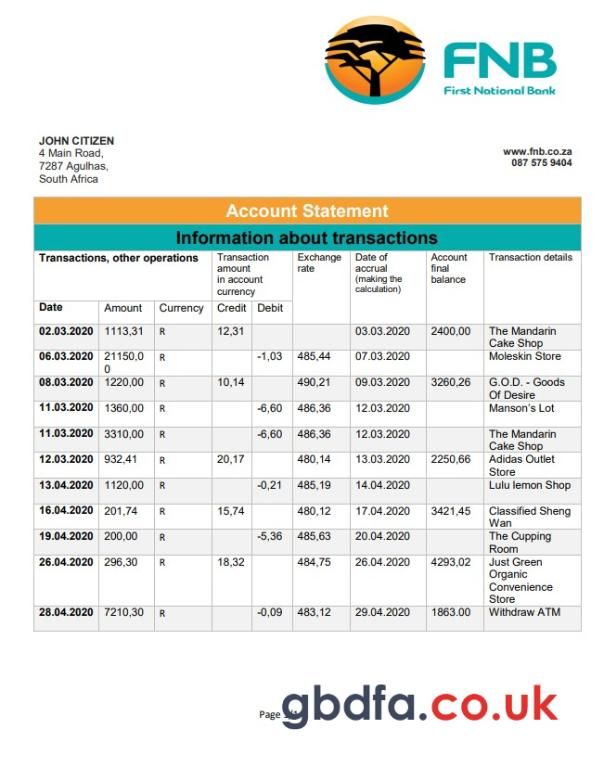 FNB
First National Bank
JOHN CITIZEN
4 Main Road,
7287 Agulhas,
South Africa
www.fnb.co.za
087 575 9404
Account Statement
Information about transactions
Transactions, other operations Transaction amount in account currency Exchange rate Date of accrual (making the calculation) Account final balance Transaction details
Date Amount Currency Credit Debit
02.03.2020 1113,31 R 12,31 03.03.2020 2400,00 The Mandarin Cake Shop
06.03.2020 21150,00 R -1,03 485,44 07.03.2020 Moleskin Store
08.03.2020 1220,00 R 10,14 490,21 09.03.2020 3260,26 G.O.D. - Goods Of Desire
11.03.2020 1360,00 R -6,60 486,36 12.03.2020 Manson's Lot
11.03.2020 3310,00 R -6,60 486,36 12.03.2020 The Mandarin Cake Shop
12.03.2020 932,41 R 20,17 480,14 13.03.2020 2250,66 Adidas Outlet Store
13.04.2020 1120,00 R -0,21 485,19 14.04.2020 Lulu lemon Shop
16.04.2020 201,74 R 15,74 480,12 17.04.2020 3421,45 Classified Sheng Wan
19.04.2020 200,00 R -5,36 485,63 20.04.2020 The Cupping Room
26.04.2020 296,30 R 18,32 484,75 26.04.2020 4293,02 Just Green Organic Convenience Store
28.04.2020 7210,30 R -0,09 483,12 29.04.2020 1863.00 Withdraw ATM
Page
gbdfa.co.uk